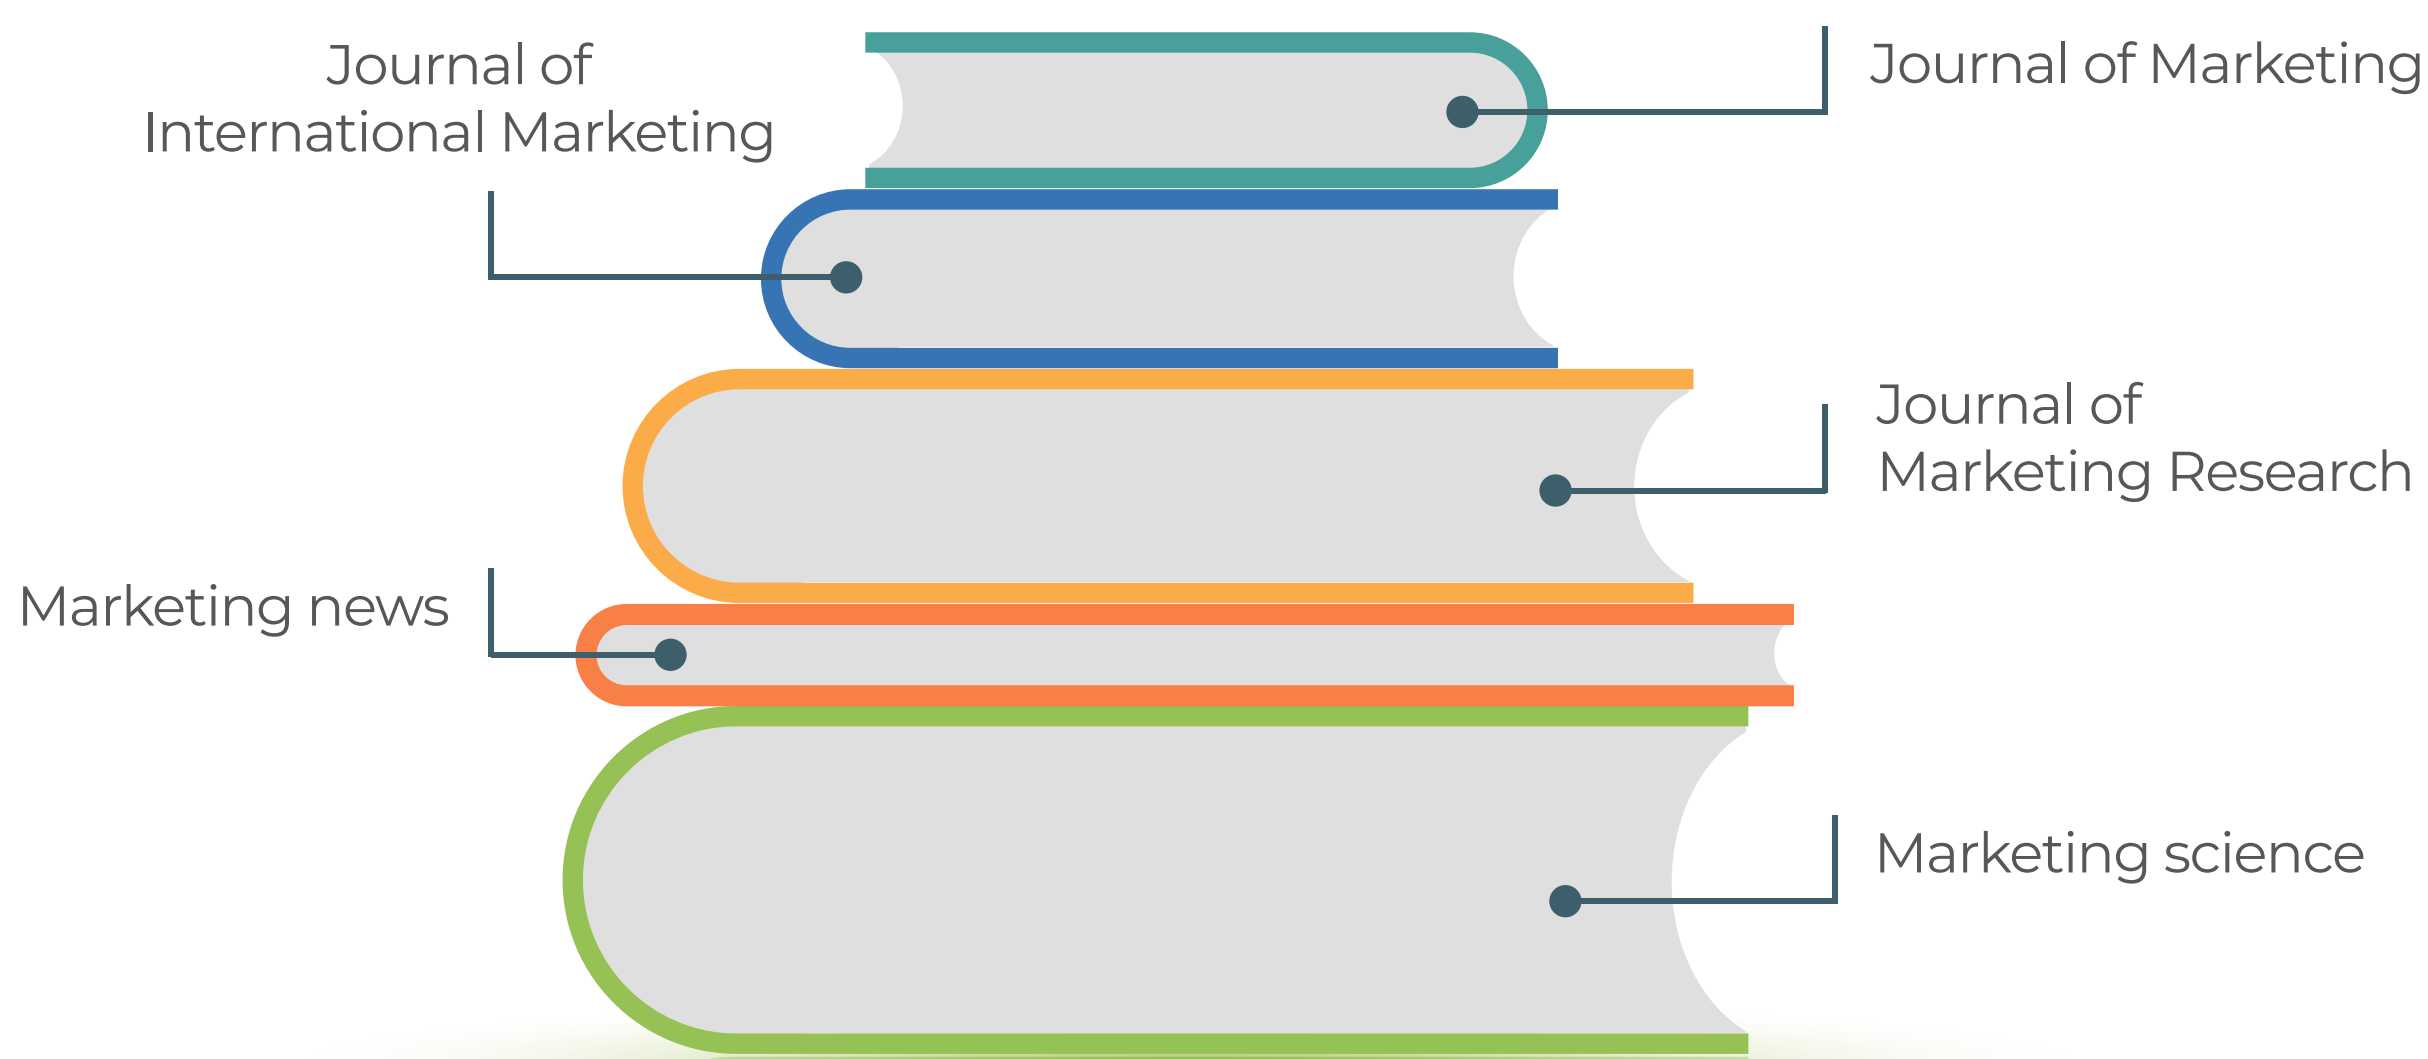 Journal of
International Marketing
Journal of Marketing
Journal of
Marketing Research
Marketing news
Marketing science